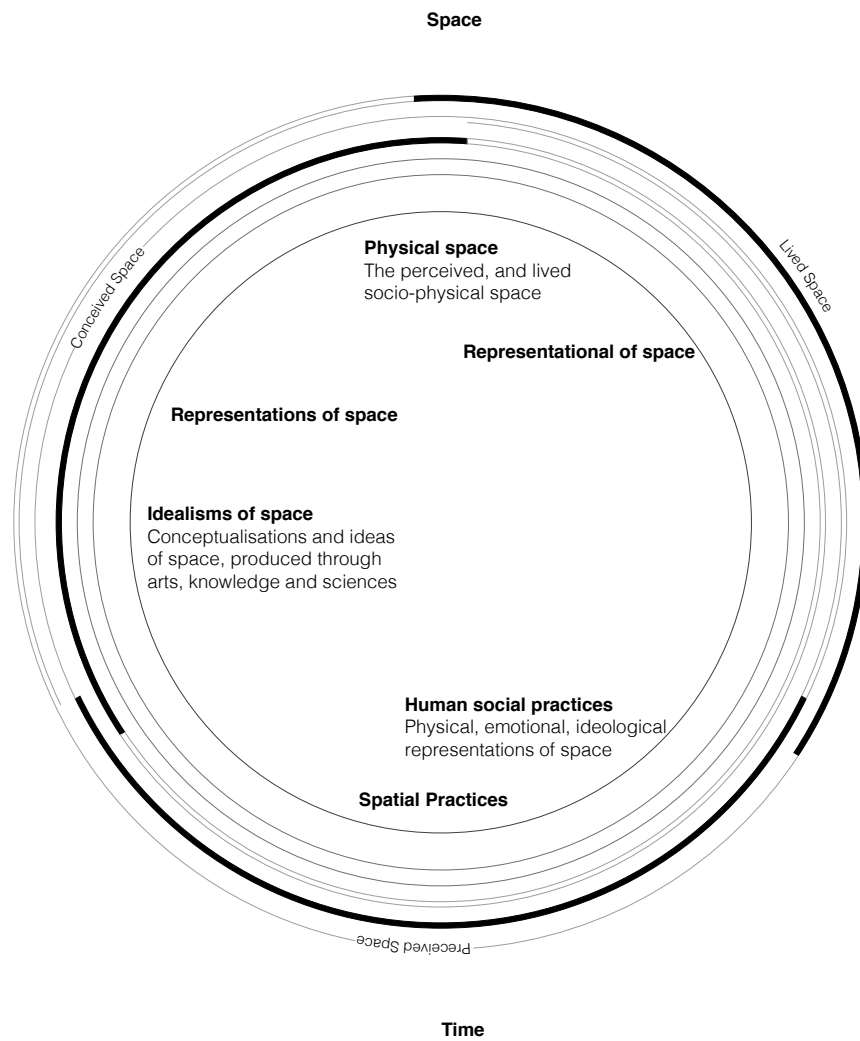 Space
Conceived Space
Lived Space
Physical space
The perceived, and lived
socio-physical space
Representational of space
Representations of space
Idealisms of space
Conceptualisations and ideas
of space, produced through
arts, knowledge and sciences
Human social practices
Physical, emotional, ideological
representations of space
Spatial Practices
Preceived Space
Time